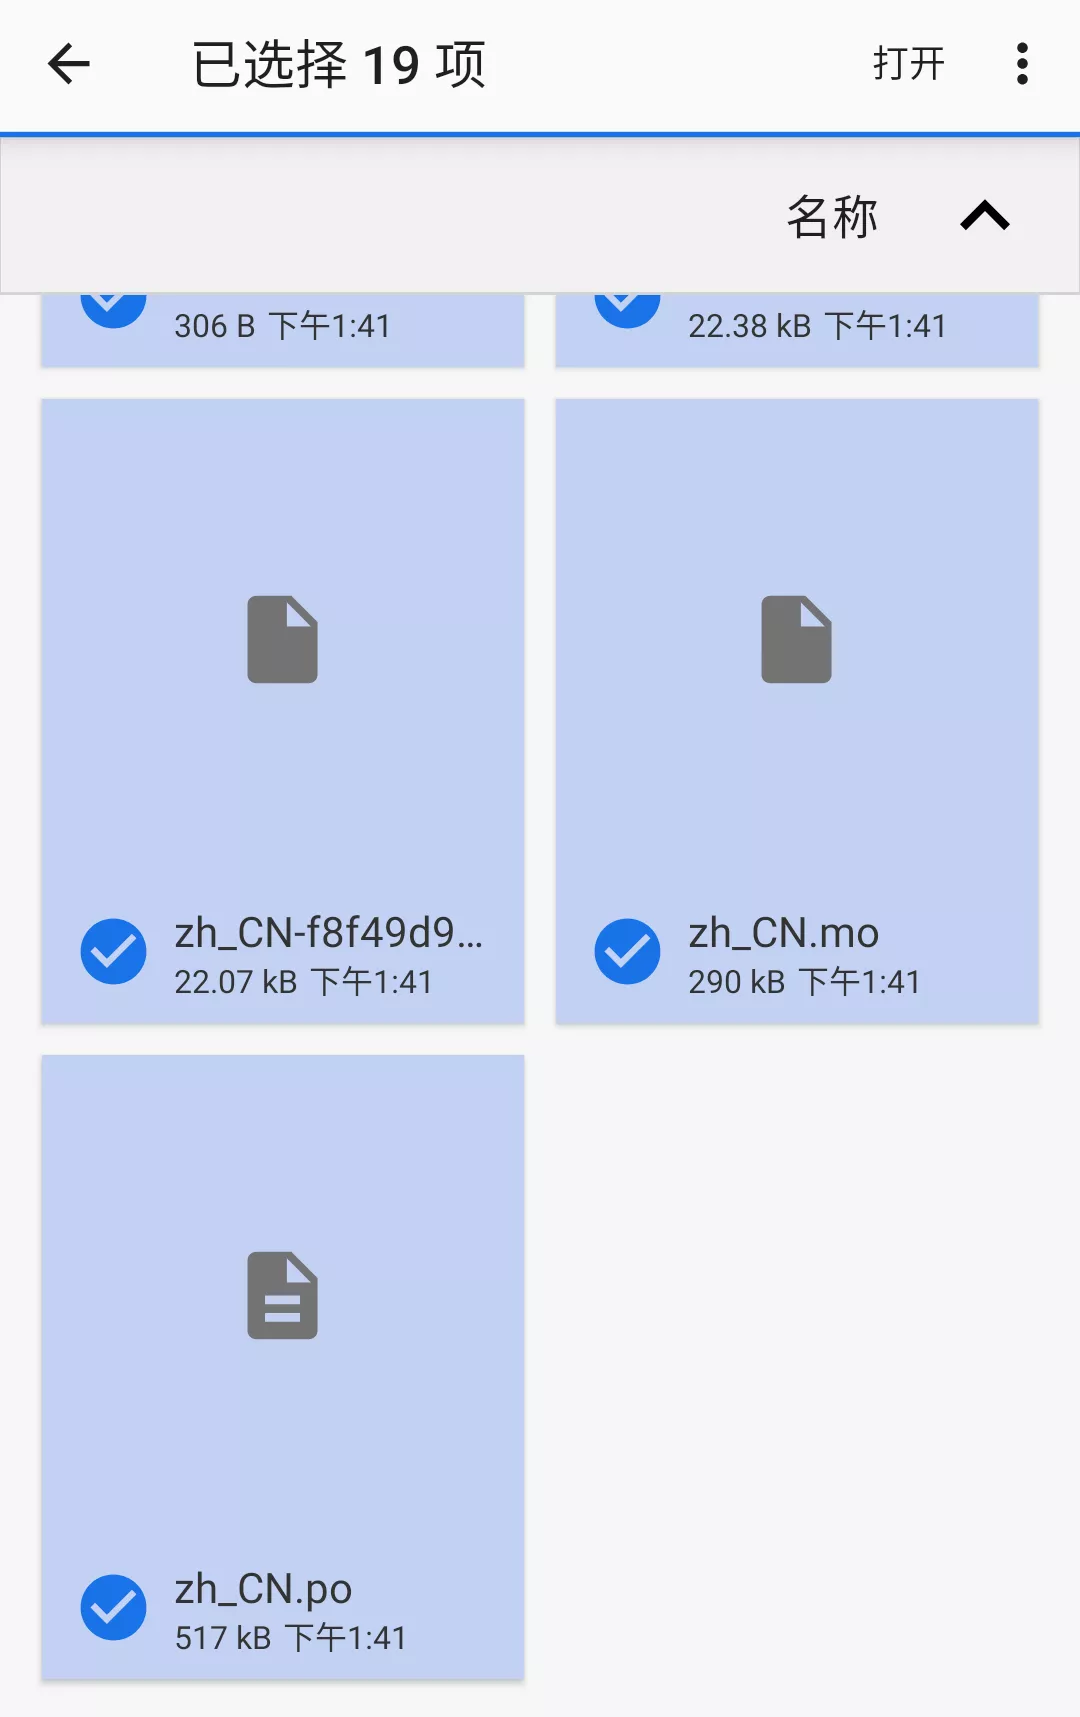 已选择 19 项
打开
名称
306 B 下午1:41
22.38 kB 下午1:41
zh_CN-f8f49d9...
22.07 kB 下午1:41
zh_CN.mo
290 kB 下午1:41
zh_CN.po
517 kB 下午1:41